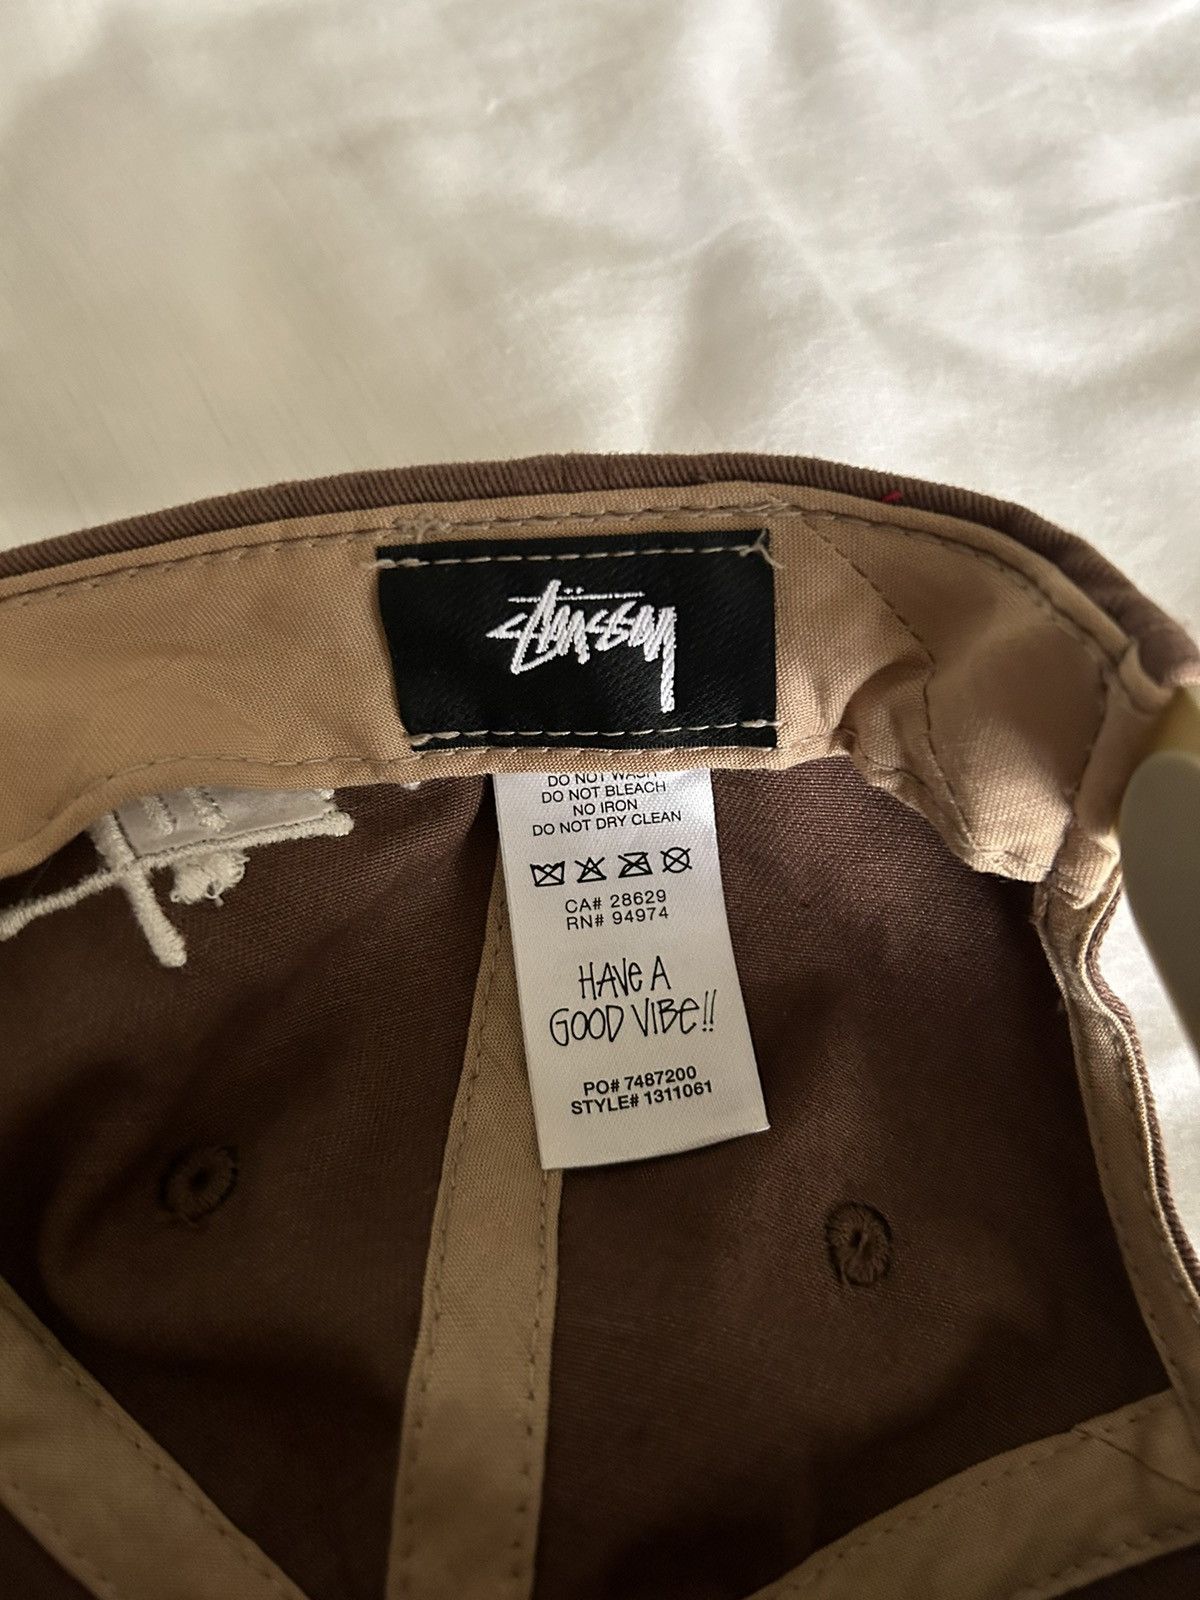 Stüssy
DO NOT WASH
DO NOT BLEACH
NO IRON
DO NOT DRY CLEAN
CA# 28629
RN# 94974
HAVE A
GOOD VIBE!!
PO# 7487200
STYLE# 1311061